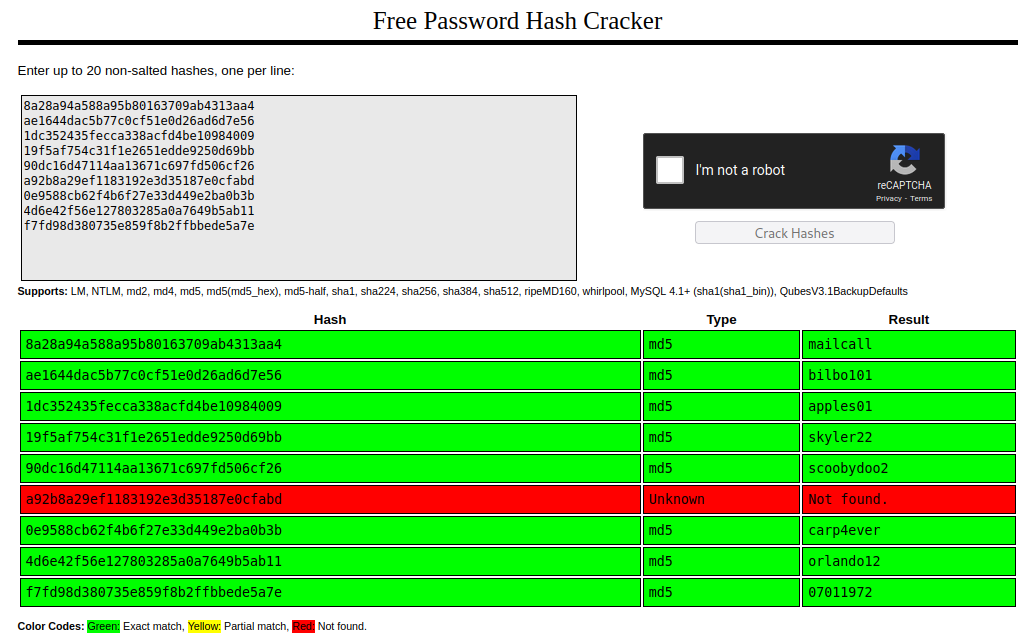 Free Password Hash Cracker
Enter up to 20 non-salted hashes, one per line:
8a28a94a588a95b80163709ab4313aa4
ae1644dac5b77c0cf51e0d26ad6d7e56
1dc352435fecca338acfd4be10984009
19f5af754c31f1e2651edde9250d69bb
90dc16d47114aa13671c697fd506cf26
a92b8a29ef1183192e3d35187e0cfabd
0e9588cb62f4b6f27e33d449e2ba0b3b
4d6e42f56e127803285a0a7649b5ab11
f7fd98d380735e859f8b2ffbbede5a7e
I'm not a robot
reCAPTCHA
Privacy - Terms
Crack Hashes
Supports: LM, NTLM, md2, md4, md5, md5(md5_hex), md5-half, sha1, sha224, sha256, sha384, sha512, ripeMD160, whirlpool, MySQL 4.1+ (sha1(sha1_bin)), QubesV3.1BackupDefaults
Hash Type Result
8a28a94a588a95b80163709ab4313aa4 md5 mailcall
ae1644dac5b77c0cf51e0d26ad6d7e56 md5 bilbo101
1dc352435fecca338acfd4be10984009 md5 apples01
19f5af754c31f1e2651edde9250d69bb md5 skyler22
90dc16d47114aa13671c697fd506cf26 md5 scoobydoo2
a92b8a29ef1183192e3d35187e0cfabd Unknown Not found.
0e9588cb62f4b6f27e33d449e2ba0b3b md5 carp4ever
4d6e42f56e127803285a0a7649b5ab11 md5 orlando12
f7fd98d380735e859f8b2ffbbede5a7e md5 07011972
Color Codes: Green: Exact match, Yellow: Partial match, Red: Not found.